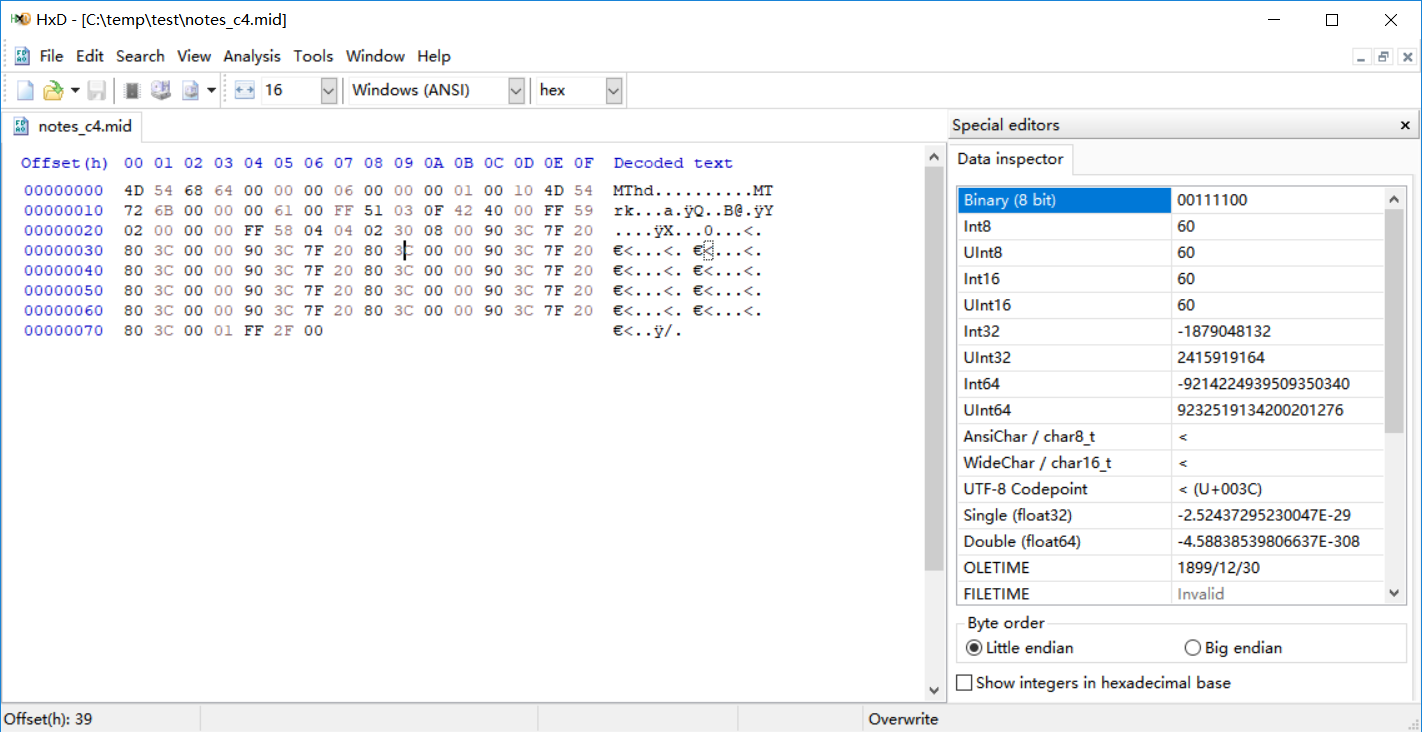 HxD - [C:\temp\test\notes_c4.mid]
File Edit Search View Analysis Tools Window Help
16 Windows (ANSI) hex
notes_c4.mid
Offset(h) 00 01 02 03 04 05 06 07 08 09 0A 0B 0C 0D 0E 0F Decoded text
00000000 4D 54 68 64 00 00 00 06 00 00 00 01 00 10 4D 54 MThd..........MT
00000010 72 6B 00 00 00 61 00 FF 51 03 0F 42 40 00 FF 59 rk...a.ÿQ..B@.ÿY
00000020 02 00 00 00 FF 58 04 04 02 30 08 00 90 3C 7F 20 ....ÿX...0...<.
00000030 80 3C 00 00 90 3C 7F 20 80 3C 00 00 90 3C 7F 20 €<...<. €<...<.
00000040 80 3C 00 00 90 3C 7F 20 80 3C 00 00 90 3C 7F 20 €<...<. €<...<.
00000050 80 3C 00 00 90 3C 7F 20 80 3C 00 00 90 3C 7F 20 €<...<. €<...<.
00000060 80 3C 00 00 90 3C 7F 20 80 3C 00 00 90 3C 7F 20 €<...<. €<...<.
00000070 80 3C 00 01 FF 2F 00 €<..ÿ/.
Special editors
Data inspector
Binary (8 bit) 00111100
Int8 60
UInt8 60
Int16 60
UInt16 60
Int32 -1879048132
UInt32 2415919164
Int64 -9214224939509350340
UInt64 9232519134200201276
AnsiChar / char8_t <
WideChar / char16_t <
UTF-8 Codepoint < (U+003C)
Single (float32) -2.52437295230047E-29
Double (float64) -4.58838539806637E-308
OLETIME 1899/12/30
FILETIME Invalid
Byte order
Little endian Big endian
Show integers in hexadecimal base
Offset(h): 39 Overwrite